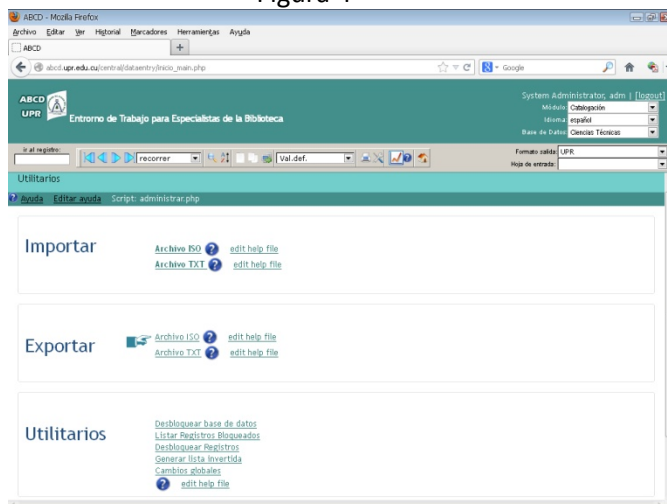 ABCD - Mozilla Firefox
Archivo Editar Ver Historial Marcadores Herramientas Ayuda
ABCD +
abcd.upr.edu.cu/central/dataentry/inicio_main.php Google
ABCD
UPR
Entrorno de Trabajo para Especialistas de la Biblioteca
System Administrator, adm | [logout]
Módulo Catalogación
Idioma español
Base de Datos Ciencias Técnicas
ir al registro:
recorrer Val.def.
Formato salida: UPR
Hoja de entrada:
Utilitarios
Ayuda Editar ayuda Script: administrar.php
Importar
Archivo ISO ? edit help file
Archivo TXT ? edit help file
Exportar
Archivo ISO ? edit help file
Archivo TXT ? edit help file
Utilitarios
Desbloquear base de datos
Listar Registros Bloqueados
Desbloquear Registros
Generar lista invertida
Cambios globales
? edit help file